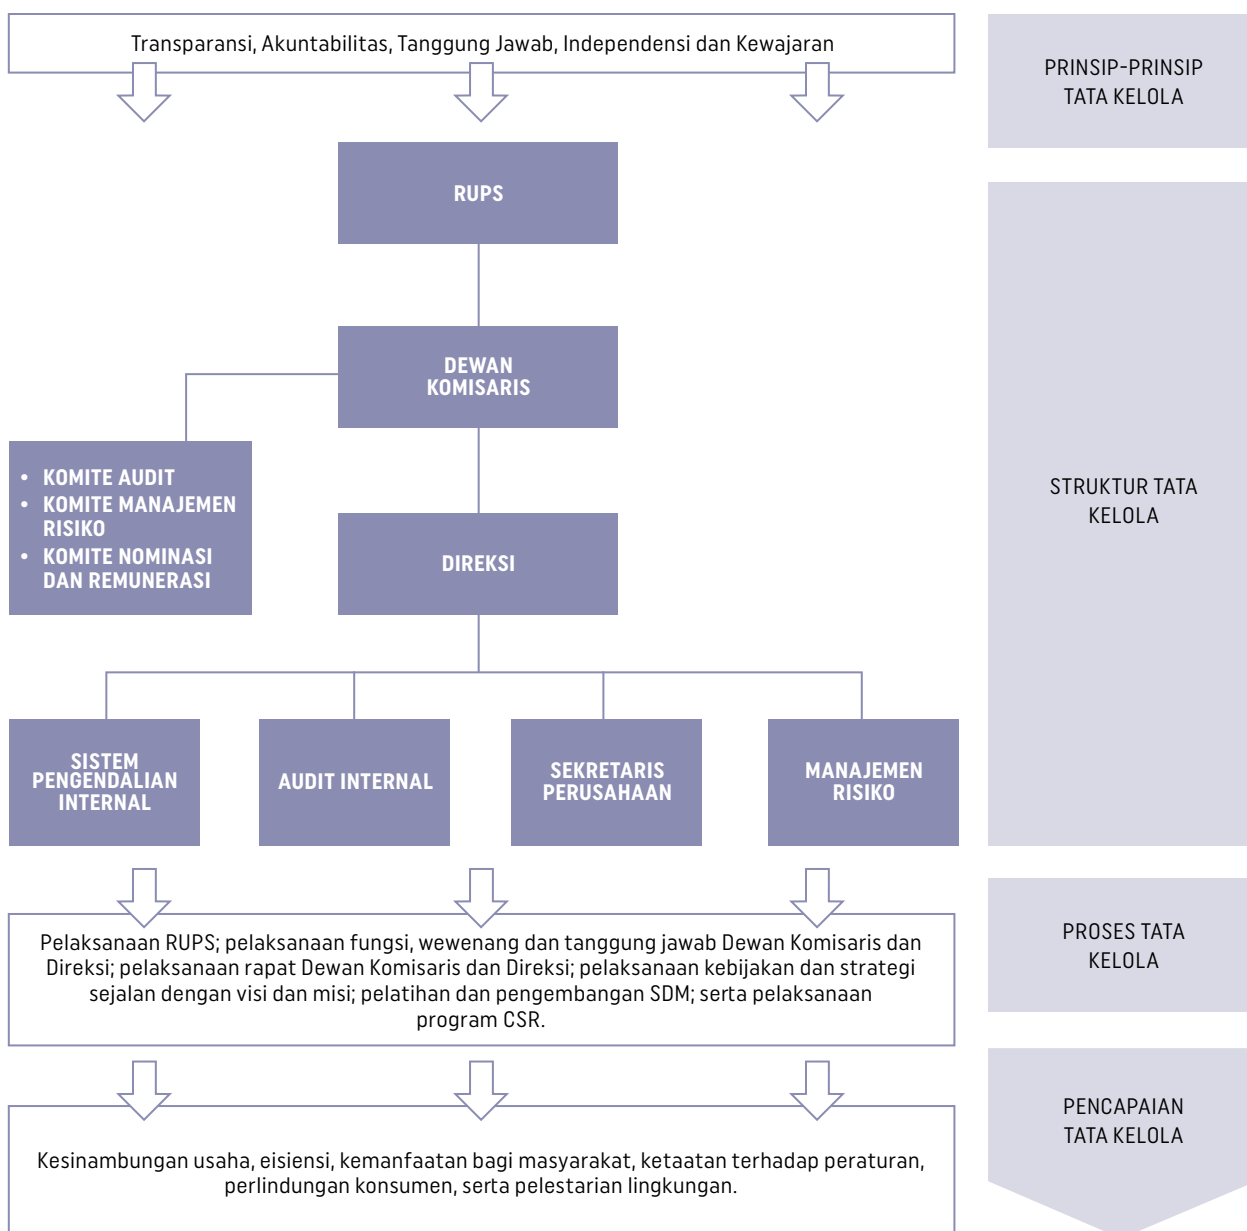 Transparansi, Akuntabilitas, Tanggung Jawab, Independensi dan Kewajaran
PRINSIP-PRINSIP
TATA KELOLA
RUPS
DEWAN
KOMISARIS
• KOMITE AUDIT
• KOMITE MANAJEMEN
RISIKO
• KOMITE NOMINASI
DAN REMUNERASI
DIREKSI
STRUKTUR TATA
KELOLA
SISTEM
PENGENDALIAN
INTERNAL
AUDIT INTERNAL
SEKRETARIS
PERUSAHAAN
MANAJEMEN
RISIKO
Pelaksanaan RUPS; pelaksanaan fungsi, wewenang dan tanggung jawab Dewan Komisaris dan
Direksi; pelaksanaan rapat Dewan Komisaris dan Direksi; pelaksanaan kebijakan dan strategi
sejalan dengan visi dan misi; pelatihan dan pengembangan SDM; serta pelaksanaan
program CSR.
PROSES TATA
KELOLA
Kesinambungan usaha, eisiensi, kemanfaatan bagi masyarakat, ketaatan terhadap peraturan,
perlindungan konsumen, serta pelestarian lingkungan.
PENCAPAIAN
TATA KELOLA